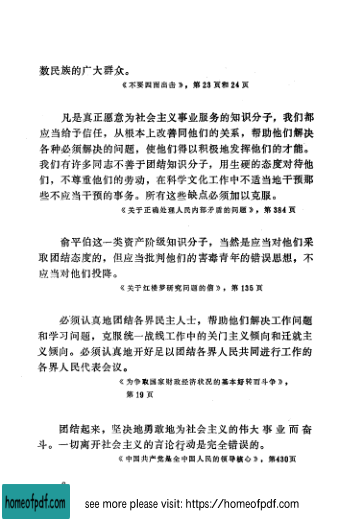 数民族的广大群众。
《不要四面出击》，第23页和24页
凡是真正愿意为社会主义事业服务的知识分子，我们都
应当给予信任，从根本上改善同他们的关系，帮助他们解决
各种必须解决的问题，使他们得以积极地发挥他们的才能。
我们有许多同志不善于团结知识分子，用生硬的态度对待他
们，不尊重他们的劳动，在科学文化工作中不适当地干预那
些不应当干预的事务。所有这些缺点必须加以克服。
《关于正确处理人民内部矛盾的问题》，第384页
俞平伯这一类资产阶级知识分子，当然是应当对他们采
取团结态度的，但应当批判他们的害毒青年的错误思想，不
应当对他们投降。
《关于红楼梦研究问题的信》，第135页
必须认真地团结各界民主人士，帮助他们解决工作问题
和学习问题，克服统一战线工作中的关门主义倾向和迁就主
义倾向。必须认真地开好足以团结各界人民共同进行工作的
各界人民代表会议。
《为争取国家财政经济状况的基本好转而斗争》，
第19页
团结起来，坚决地勇敢地为社会主义的伟大事业而奋
斗。一切离开社会主义的言论行动是完全错误的。
《中国共产党是全中国人民的领导核心》，第430页
homeofpdf.com
see more please visit: https://homeofpdf.com